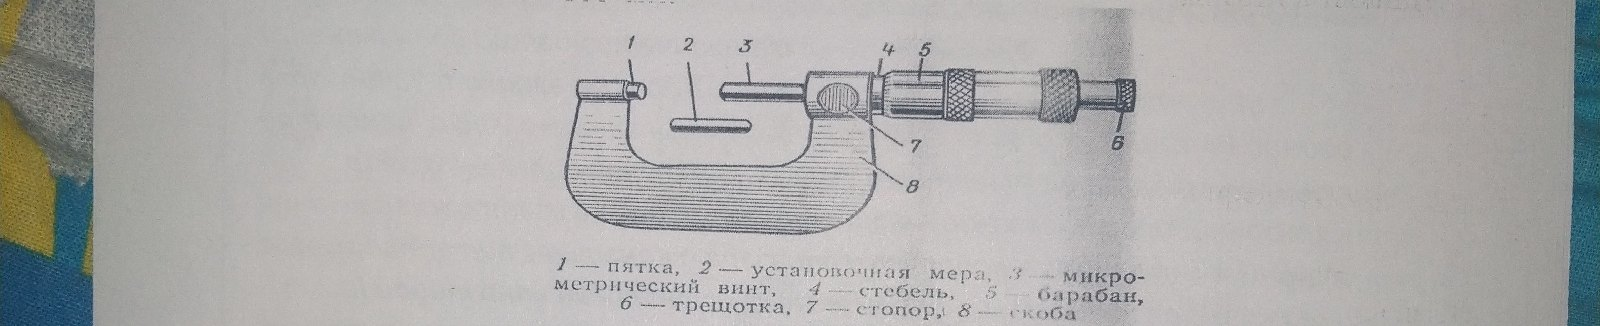 1 2 3 4 5
6
7
8
1 — пятка, 2 — установочная мера, 3 — микро-
метрический винт, 4 — стебель, 5 — барабан,
6 — трещотка, 7 — стопор, 8 — скоба